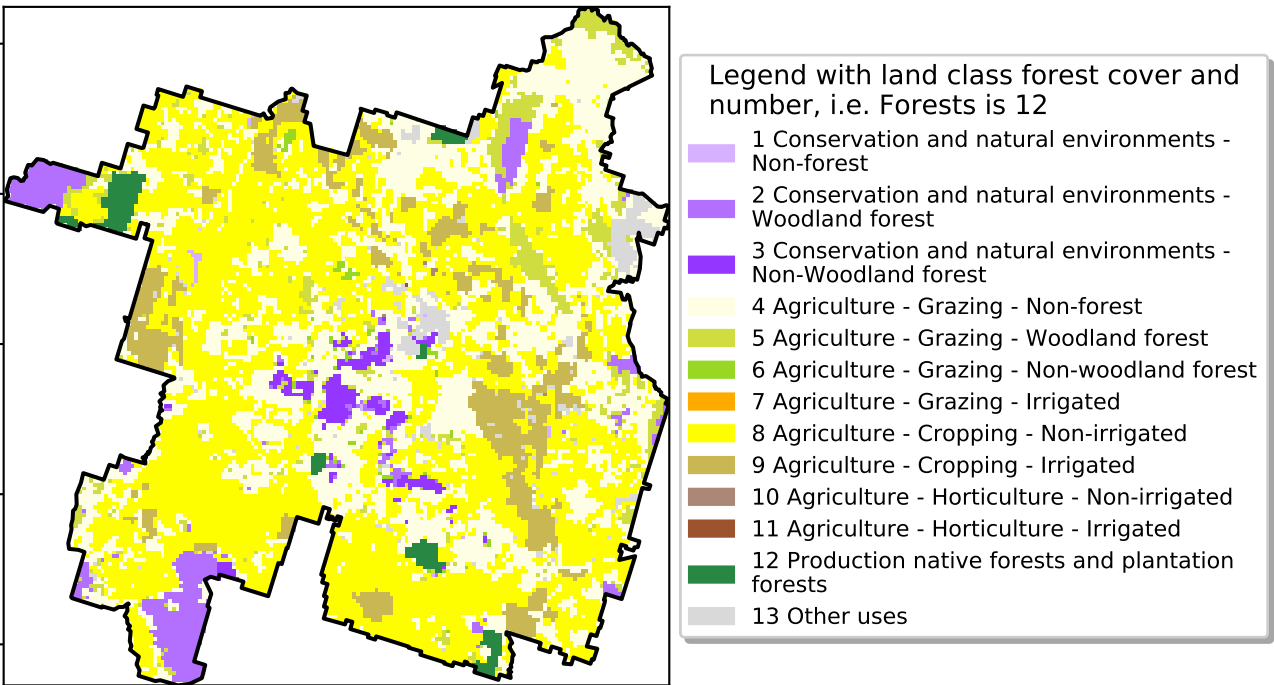 Legend with land class forest cover and
number, i.e. Forests is 12
1 Conservation and natural environments -
Non-forest
2 Conservation and natural environments -
Woodland forest
3 Conservation and natural environments -
Non-Woodland forest
4 Agriculture - Grazing - Non-forest
5 Agriculture - Grazing - Woodland forest
6 Agriculture - Grazing - Non-woodland forest
7 Agriculture - Grazing - Irrigated
8 Agriculture - Cropping - Non-irrigated
9 Agriculture - Cropping - Irrigated
10 Agriculture - Horticulture - Non-irrigated
11 Agriculture - Horticulture - Irrigated
12 Production native forests and plantation
forests
13 Other uses